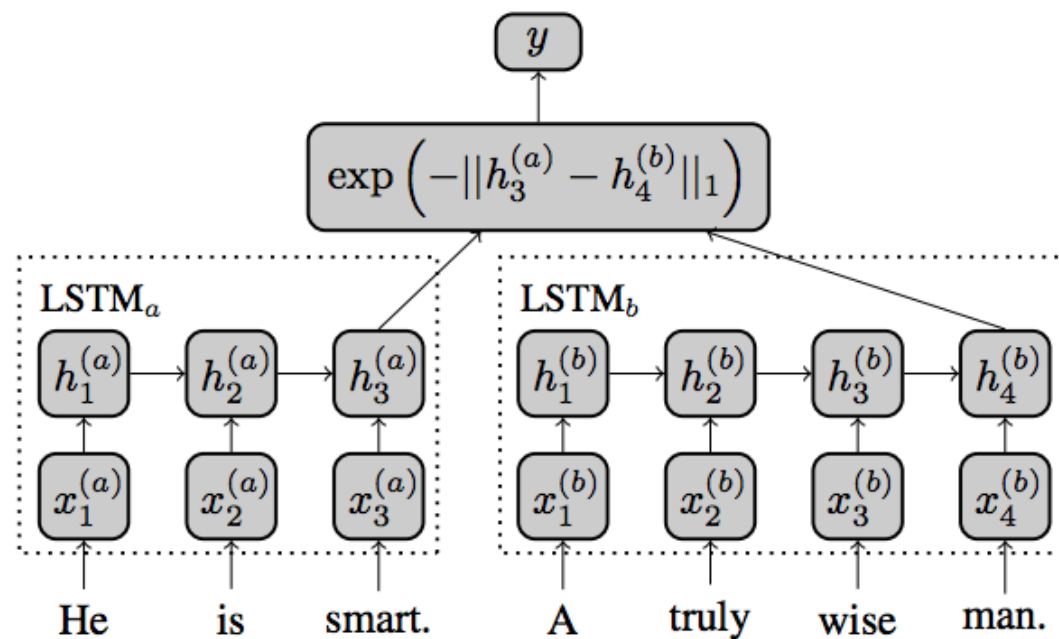 y
exp(−||h₃⁽ᵃ⁾ − h₄⁽ᵇ⁾||₁)
LSTMₐ LSTM_b
h₁⁽ᵃ⁾ h₂⁽ᵃ⁾ h₃⁽ᵃ⁾ h₁⁽ᵇ⁾ h₂⁽ᵇ⁾ h₃⁽ᵇ⁾ h₄⁽ᵇ⁾
x₁⁽ᵃ⁾ x₂⁽ᵃ⁾ x₃⁽ᵃ⁾ x₁⁽ᵇ⁾ x₂⁽ᵇ⁾ x₃⁽ᵇ⁾ x₄⁽ᵇ⁾
He is smart. A truly wise man.